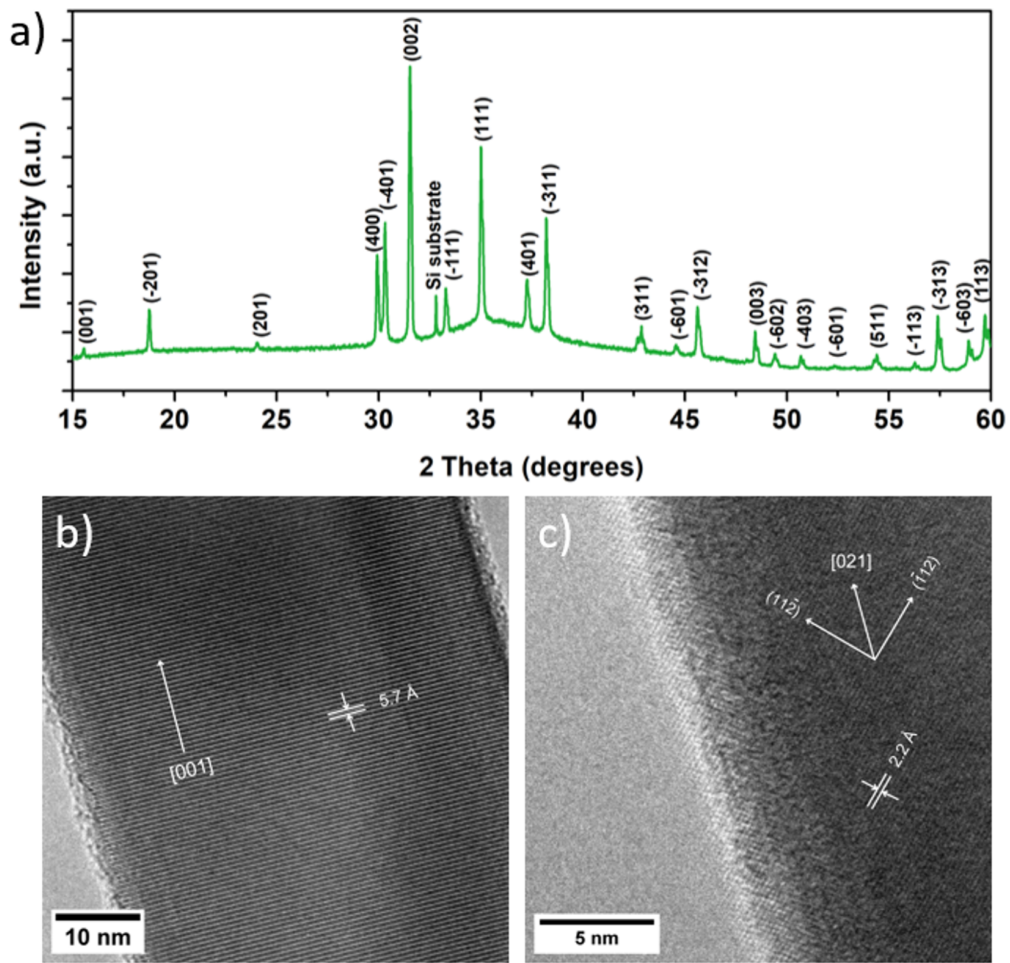 a)
Intensity (a.u.)
(001)
(-201)
(201)
(400)
(-401)
(002)
Si substrate
(-111)
(111)
(401)
(-311)
(311)
(-601)
(-312)
(003)
(-602)
(-403)
(-601)
(511)
(-113)
(-313)
(-603)
(113)
15 20 25 30 35 40 45 50 55 60
2 Theta (degrees)
b)
5.7 Å
[001]
10 nm
c)
[021]
(112̄)
(1̄12)
2.2 Å
5 nm